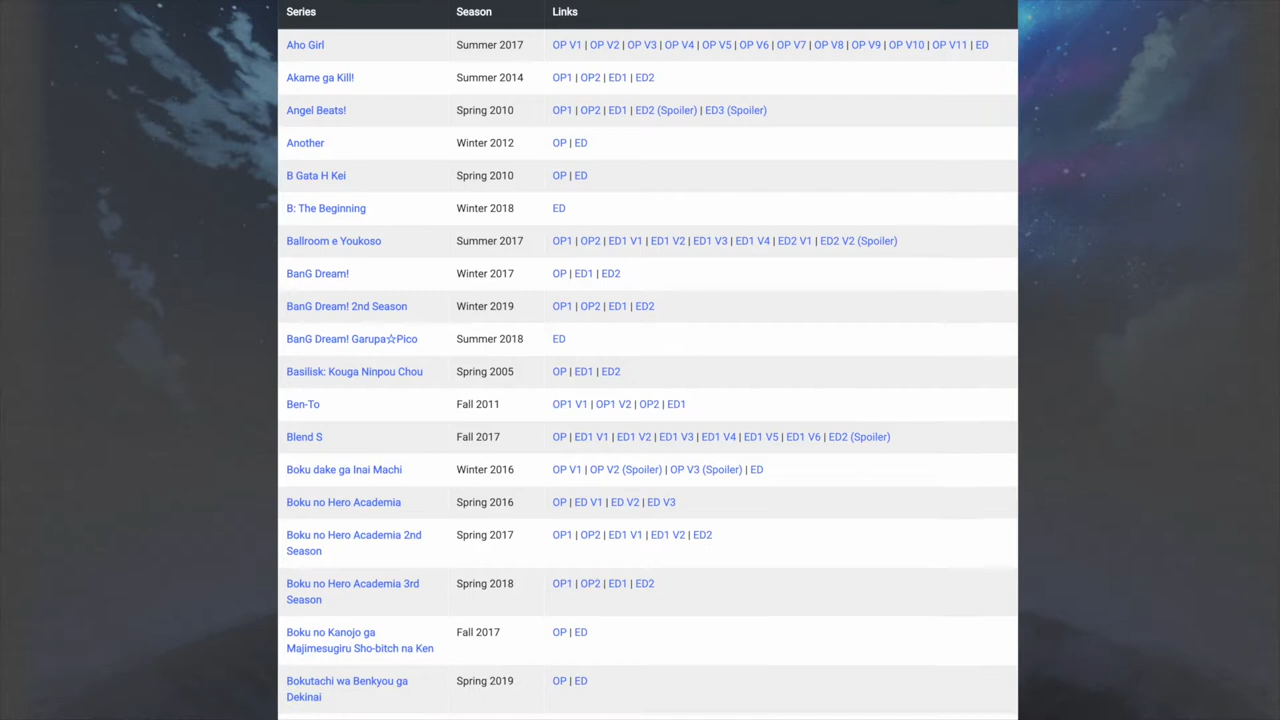 Series Season Links
Aho Girl Summer 2017 OP V1 | OP V2 | OP V3 | OP V4 | OP V5 | OP V6 | OP V7 | OP V8 | OP V9 | OP V10 | OP V11 | ED
Akame ga Kill! Summer 2014 OP1 | OP2 | ED1 | ED2
Angel Beats! Spring 2010 OP1 | OP2 | ED1 | ED2 (Spoiler) | ED3 (Spoiler)
Another Winter 2012 OP | ED
B Gata H Kei Spring 2010 OP | ED
B: The Beginning Winter 2018 ED
Ballroom e Youkoso Summer 2017 OP1 | OP2 | ED1 V1 | ED1 V2 | ED1 V3 | ED1 V4 | ED2 V1 | ED2 V2 (Spoiler)
BanG Dream! Winter 2017 OP | ED1 | ED2
BanG Dream! 2nd Season Winter 2019 OP1 | OP2 | ED1 | ED2
BanG Dream! Garupa☆Pico Summer 2018 ED
Basilisk: Kouga Ninpou Chou Spring 2005 OP | ED1 | ED2
Ben-To Fall 2011 OP1 V1 | OP1 V2 | OP2 | ED1
Blend S Fall 2017 OP | ED1 V1 | ED1 V2 | ED1 V3 | ED1 V4 | ED1 V5 | ED1 V6 | ED2 (Spoiler)
Boku dake ga Inai Machi Winter 2016 OP V1 | OP V2 (Spoiler) | OP V3 (Spoiler) | ED
Boku no Hero Academia Spring 2016 OP | ED V1 | ED V2 | ED V3
Boku no Hero Academia 2nd Spring 2017 OP1 | OP2 | ED1 V1 | ED1 V2 | ED2
Season
Boku no Hero Academia 3rd Spring 2018 OP1 | OP2 | ED1 | ED2
Season
Boku no Kanojo ga Fall 2017 OP | ED
Majimesugiru Sho-bitch na Ken
Bokutachi wa Benkyou ga Spring 2019 OP | ED
Dekinai